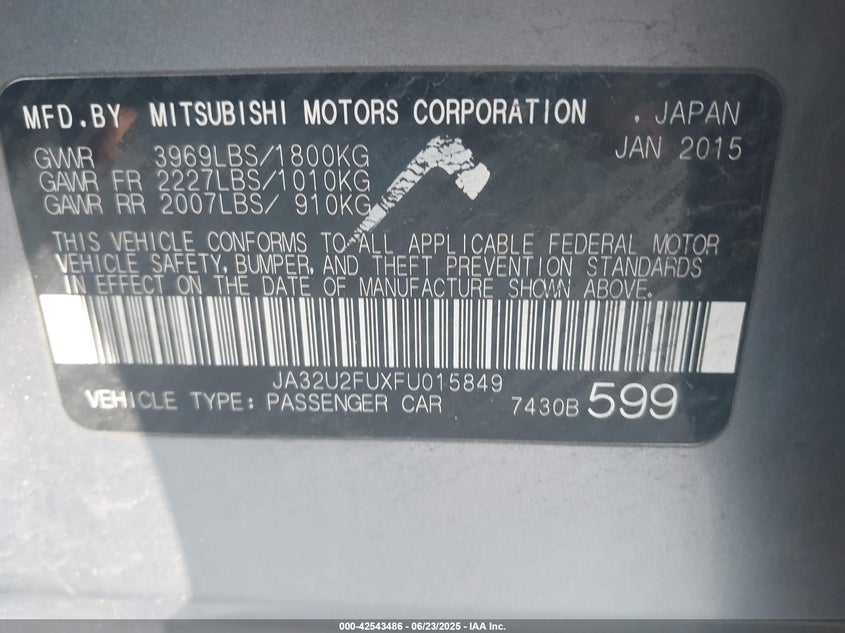 MFD.BY MITSUBISHI MOTORS CORPORATION . JAPAN
GVWR 3969LBS/1800KG JAN 2015
GAWR FR 2227LBS/1010KG
GAWR RR 2007LBS/ 910KG
THIS VEHICLE CONFORMS TO ALL APPLICABLE FEDERAL MOTOR
VEHICLE SAFETY, BUMPER, AND THEFT PREVENTION STANDARDS
IN EFFECT ON THE DATE OF MANUFACTURE SHOWN ABOVE.
JA32U2FUXFU015849
VEHICLE TYPE: PASSENGER CAR 7430B 599
000-42543486 - 06/23/2025 - IAA Inc.